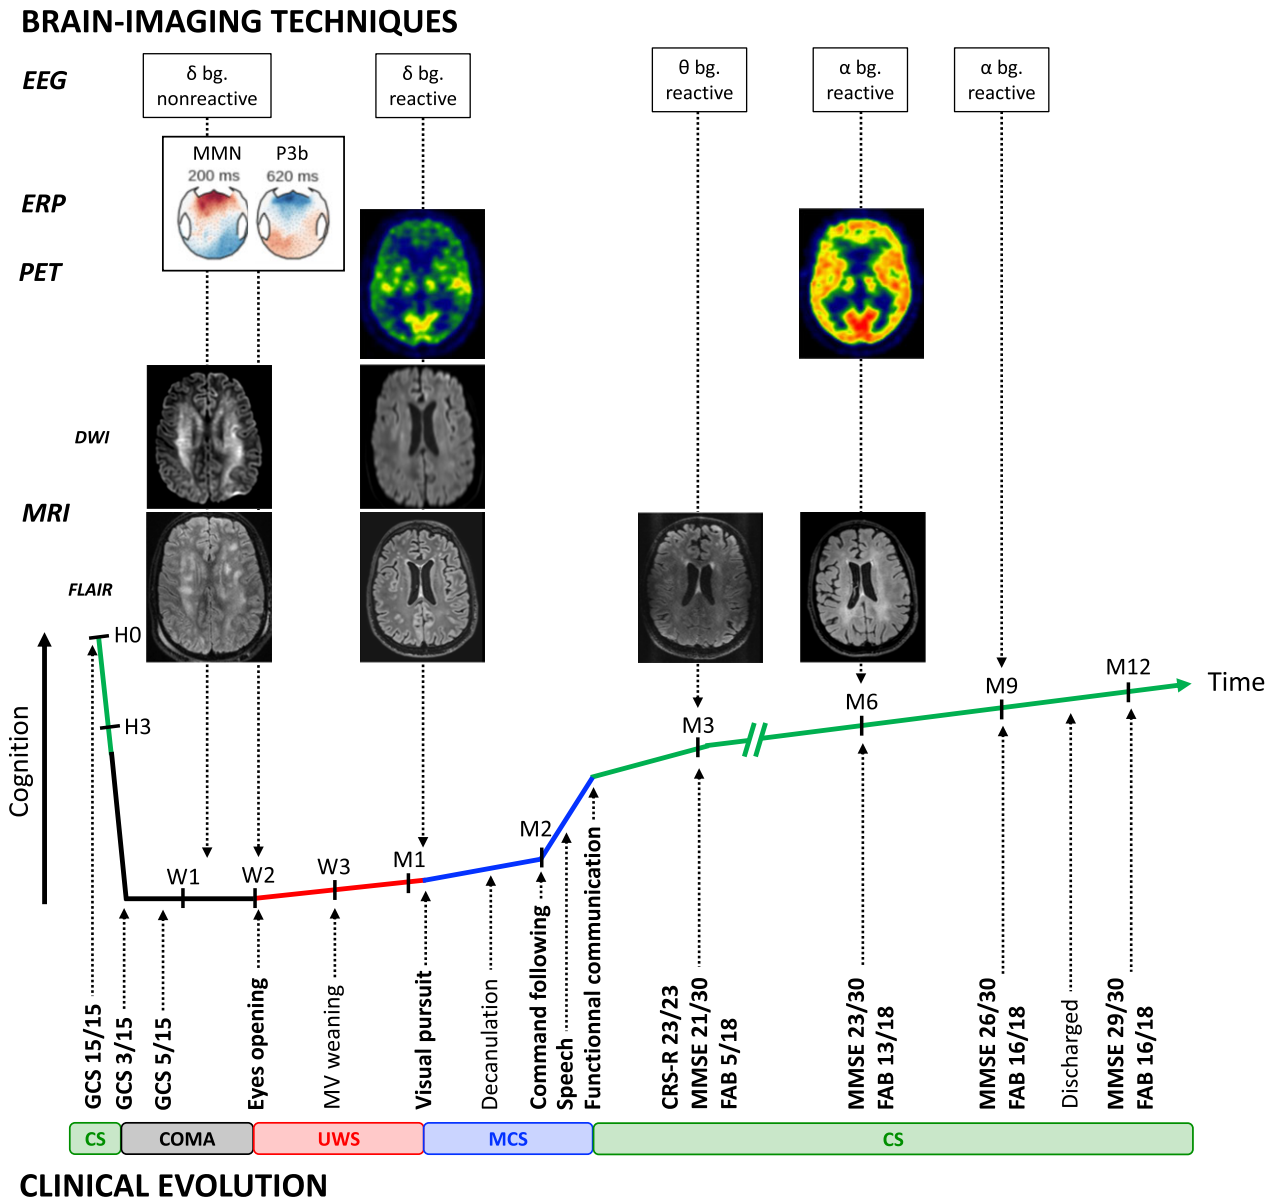 BRAIN-IMAGING TECHNIQUES
EEG
δ bg.
nonreactive
δ bg.
reactive
θ bg.
reactive
α bg.
reactive
α bg.
reactive
MMN
200 ms
P3b
620 ms
ERP
PET
DWI
MRI
FLAIR
Cognition
H0
H3
W1
W2
W3
M1
M2
M3
M6
M9
M12
Time
GCS 15/15
GCS 3/15
GCS 5/15
Eyes opening
MV weaning
Visual pursuit
Decanulation
Command following
Speech
Functionnal communication
CRS-R 23/23
MMSE 21/30
FAB 5/18
MMSE 23/30
FAB 13/18
MMSE 26/30
FAB 16/18
Discharged
MMSE 29/30
FAB 16/18
CS
COMA
UWS
MCS
CS
CLINICAL EVOLUTION